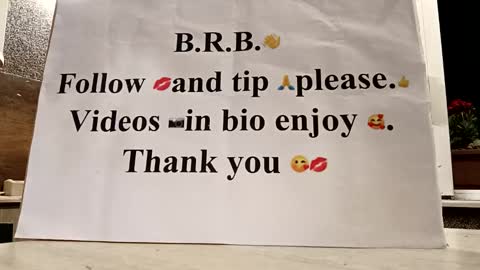 B.R.B.👋
Follow 💋and tip 🙏please.👍
Videos 📷in bio enjoy 🥰.
Thank you 😋💋